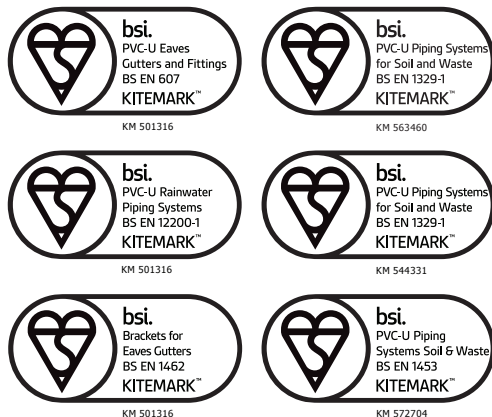 bsi.
PVC-U Eaves
Gutters and Fittings
BS EN 607
KITEMARK™
KM 501316
bsi.
PVC-U Piping Systems
for Soil and Waste
BS EN 1329-1
KITEMARK™
KM 563460
bsi.
PVC-U Rainwater
Piping Systems
BS EN 12200-1
KITEMARK™
KM 501316
bsi.
PVC-U Piping Systems
for Soil and Waste
BS EN 1329-1
KITEMARK™
KM 544331
bsi.
Brackets for
Eaves Gutters
BS EN 1462
KITEMARK™
KM 501316
bsi.
PVC-U Piping
Systems Soil & Waste
BS EN 1453
KITEMARK™
KM 572704